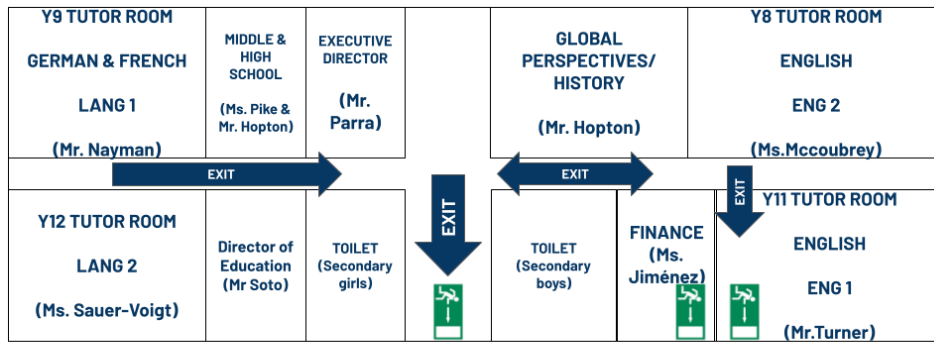 Y9 TUTOR ROOM
GERMAN & FRENCH
LANG 1
(Mr. Nayman)
MIDDLE &
HIGH
SCHOOL
(Ms. Pike &
Mr. Hopton)
EXECUTIVE
DIRECTOR
(Mr.
Parra)
GLOBAL
PERSPECTIVES/
HISTORY
(Mr. Hopton)
Y8 TUTOR ROOM
ENGLISH
ENG 2
(Ms.Mccoubrey)
EXIT
EXIT
EXIT
EXIT
Y12 TUTOR ROOM
LANG 2
(Ms. Sauer-Voigt)
Director of
Education
(Mr Soto)
TOILET
(Secondary
girls)
TOILET
(Secondary
boys)
FINANCE
(Ms.
Jiménez)
Y11 TUTOR ROOM
ENGLISH
ENG 1
(Mr.Turner)